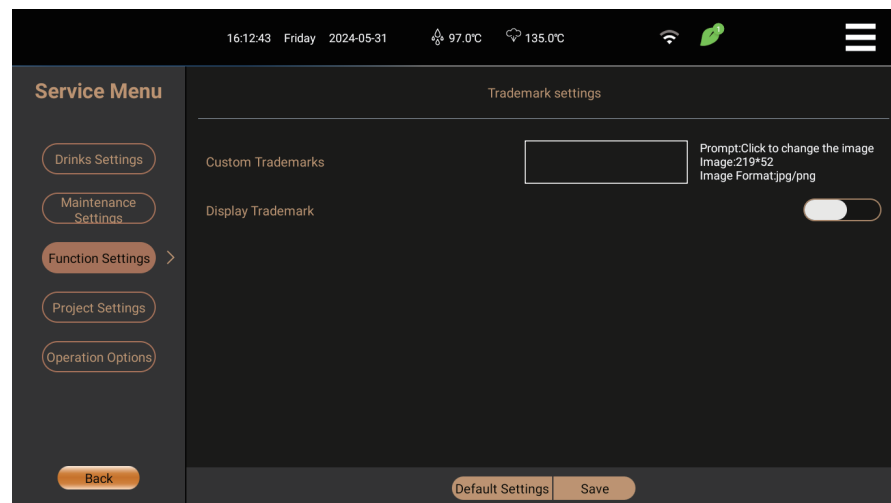 16:12:43 Friday 2024-05-31 97.0℃ 135.0℃ 1
Service Menu
Trademark settings
Drinks Settings
Maintenance
Settings
Function Settings
Project Settings
Operation Options
Back
Custom Trademarks
Prompt:Click to change the image
Image:219*52
Image Format:jpg/png
Display Trademark
Default Settings
Save